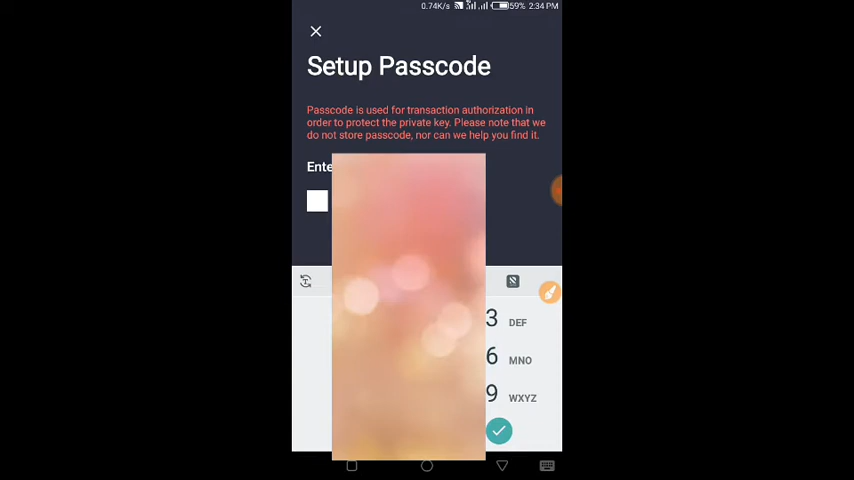 0.74K/s 59% 2:34 PM
Setup Passcode
Passcode is used for transaction authorization in
order to protect the private key. Please note that we
do not store passcode, nor can we help you find it.
Ente
3 DEF
6 MNO
9 WXYZ